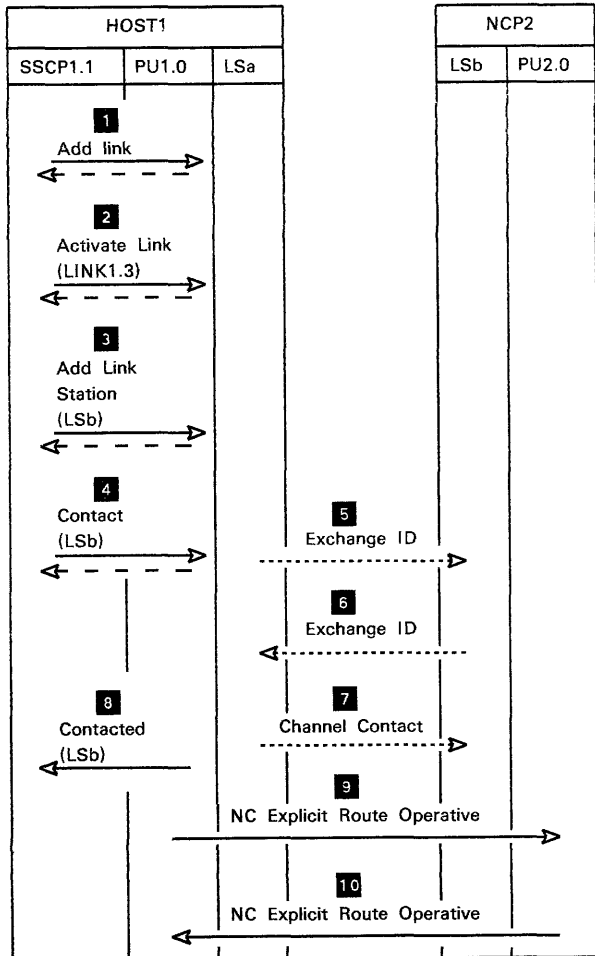 HOST1
NCP2
SSCP1.1 PU1.0 LSa
LSb PU2.0
1
Add link
2
Activate Link
(LINK1.3)
3
Add Link
Station
(LSb)
4
Contact
(LSb)
5
Exchange ID
6
Exchange ID
7
Channel Contact
8
Contacted
(LSb)
9
NC Explicit Route Operative
10
NC Explicit Route Operative